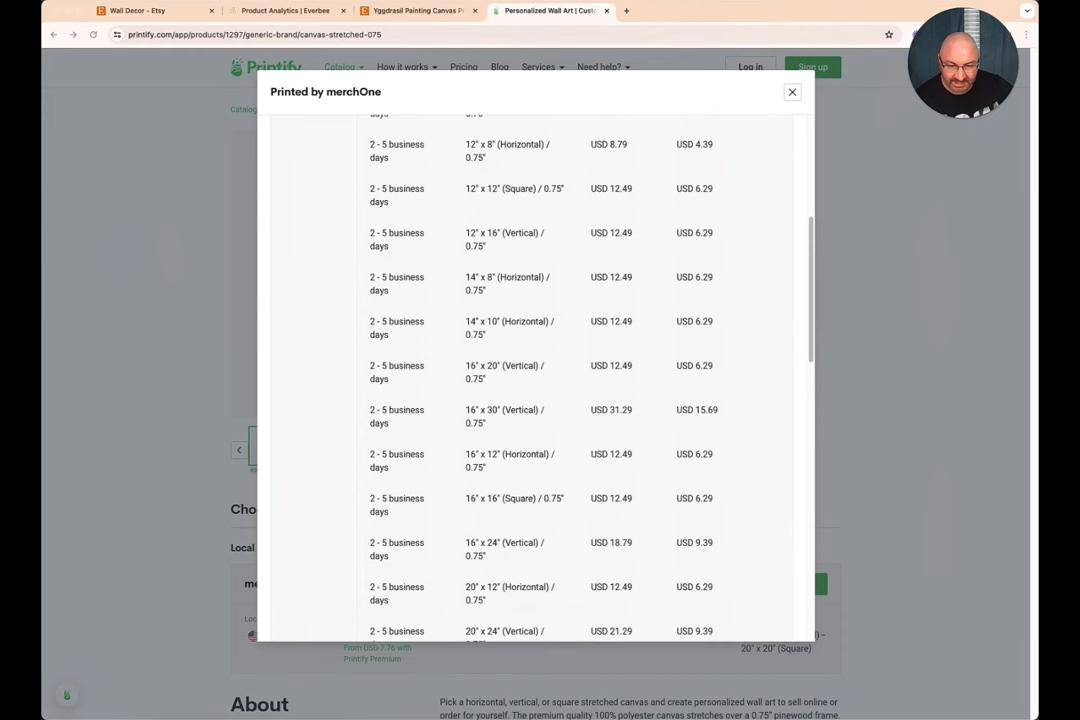 Wall Decor - Etsy
Product Analytics | Everbee
Yggdrasil Painting Canvas P
Personalized Wall Art | Custo
printify.com/app/products/1297/generic-brand/canvas-stretched-075
Printify
Catalog
How it works
Pricing
Blog
Services
Need help?
Log in
Sign up
Catalog
Printed by merchOne
days 0.75"
2 - 5 business 12" x 8" (Horizontal) / USD 8.79 USD 4.39
days 0.75"
2 - 5 business 12" x 12" (Square) / 0.75" USD 12.49 USD 6.29
days
2 - 5 business 12" x 16" (Vertical) / USD 12.49 USD 6.29
days 0.75"
2 - 5 business 14" x 8" (Horizontal) / USD 12.49 USD 6.29
days 0.75"
2 - 5 business 14" x 10" (Horizontal) / USD 12.49 USD 6.29
days 0.75"
2 - 5 business 16" x 20" (Vertical) / USD 12.49 USD 6.29
days 0.75"
2 - 5 business 16" x 30" (Vertical) / USD 31.29 USD 15.69
days 0.75"
2 - 5 business 16" x 12" (Horizontal) / USD 12.49 USD 6.29
days 0.75"
2 - 5 business 16" x 16" (Square) / 0.75" USD 12.49 USD 6.29
days
2 - 5 business 16" x 24" (Vertical) / USD 18.79 USD 9.39
days 0.75"
2 - 5 business 20" x 12" (Horizontal) / USD 12.49 USD 6.29
days 0.75"
2 - 5 business 20" x 24" (Vertical) / USD 21.29 USD 9.39
Cho
Local
me
Loc
From USD 7.76 with
Printify Premium
) –
20" x 20" (Square)
About
Pick a horizontal, vertical, or square stretched canvas and create personalized wall art to sell online or
order for yourself. The premium quality 100% polyester canvas stretches over a 0.75” pinewood frame.